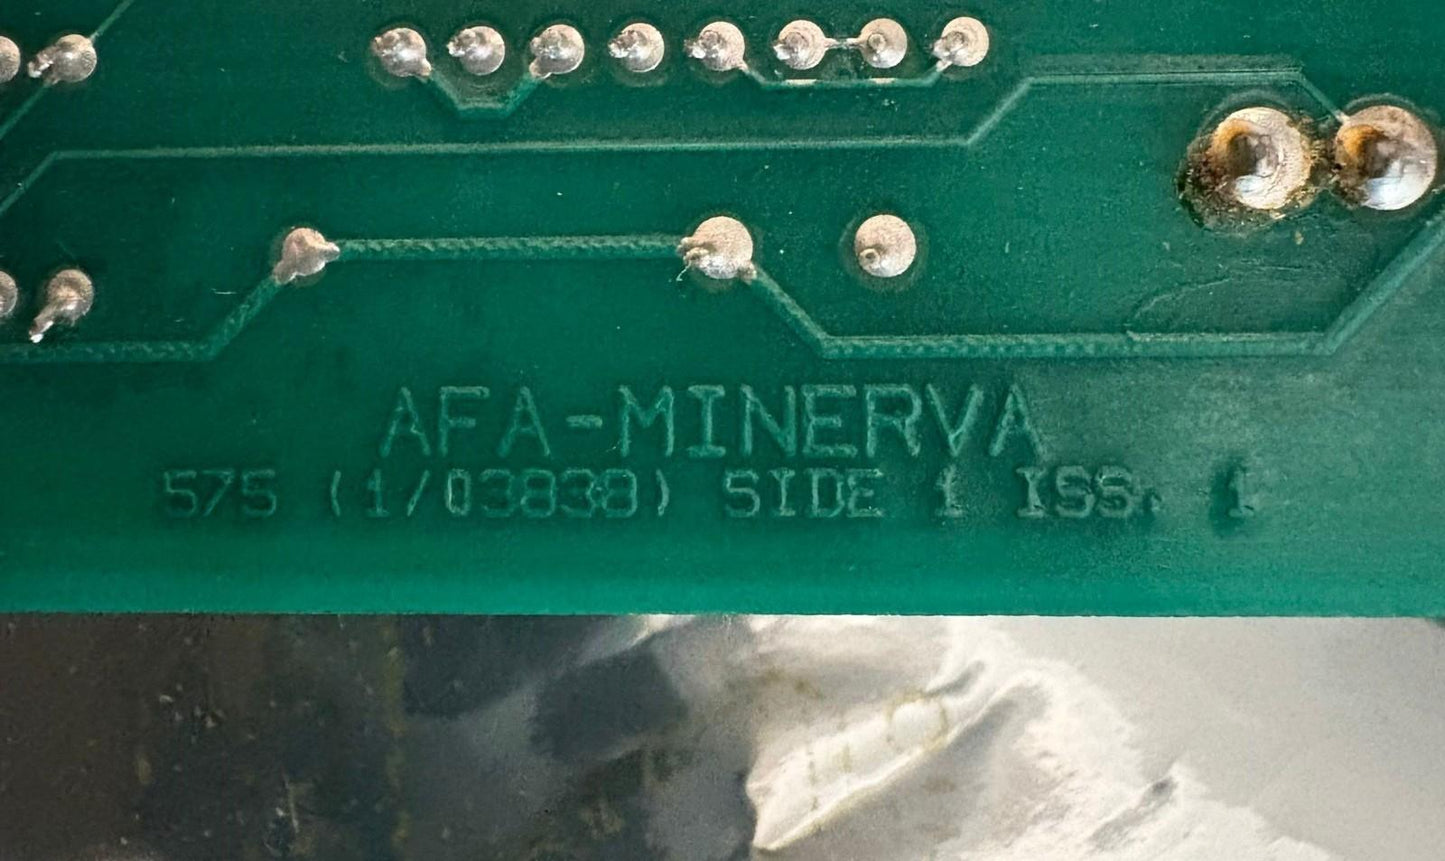 AFA-MINERVA
575 (1/03838) SIDE 1 ISS. 1